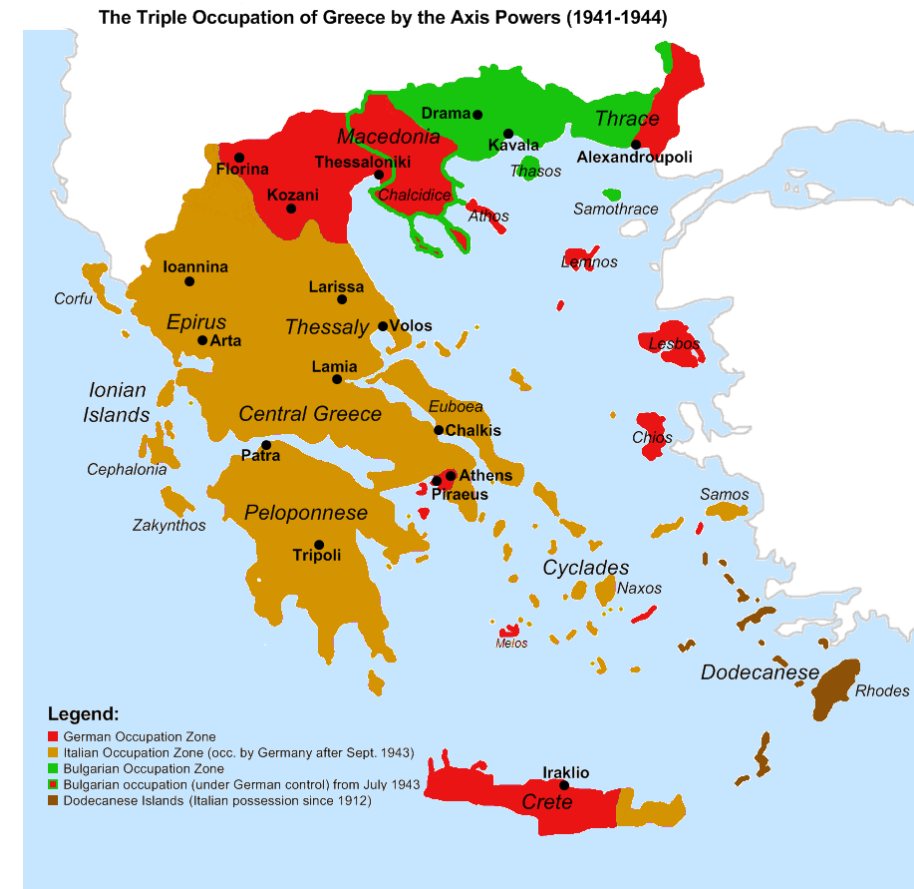 The Triple Occupation of Greece by the Axis Powers (1941-1944)
Drama
Macedonia
Thrace
Kavala
Alexandroupoli
Florina
Thessaloniki
Thasos
Kozani
Chalcidice
Athos
Samothrace
Lemnos
Ioannina
Corfu
Larissa
Epirus
Thessaly
Volos
Arta
Lesbos
Lamia
Ionian
Islands
Central Greece
Euboea
Chalkis
Chios
Patra
Cephalonia
Athens
Piraeus
Samos
Zakynthos
Peloponnese
Tripoli
Cyclades
Naxos
Melos
Dodecanese
Rhodes
Legend:
German Occupation Zone
Italian Occupation Zone (occ. by Germany after Sept. 1943)
Bulgarian Occupation Zone
Bulgarian occupation (under German control) from July 1943
Dodecanese Islands (Italian possession since 1912)
Iraklio
Crete